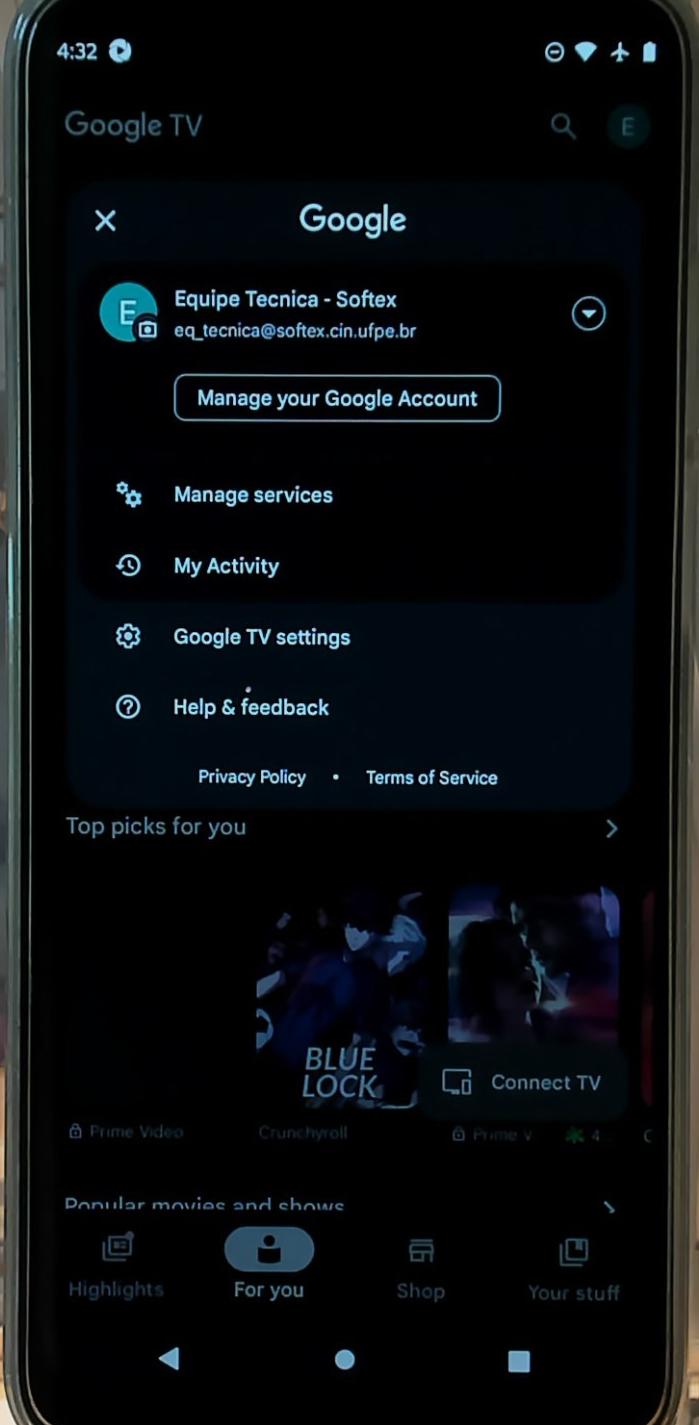 4:32
Google TV
E
Google
E
Equipe Tecnica - Softex
eq_tecnica@softex.cin.ufpe.br
Manage your Google Account
Manage services
My Activity
Google TV settings
Help & feedback
Privacy Policy • Terms of Service
Top picks for you
BLUE
LOCK
Connect TV
Prime Video
Crunchyroll
Prime V
4...
Popular movies and shows
Highlights
For you
Shop
Your stuff